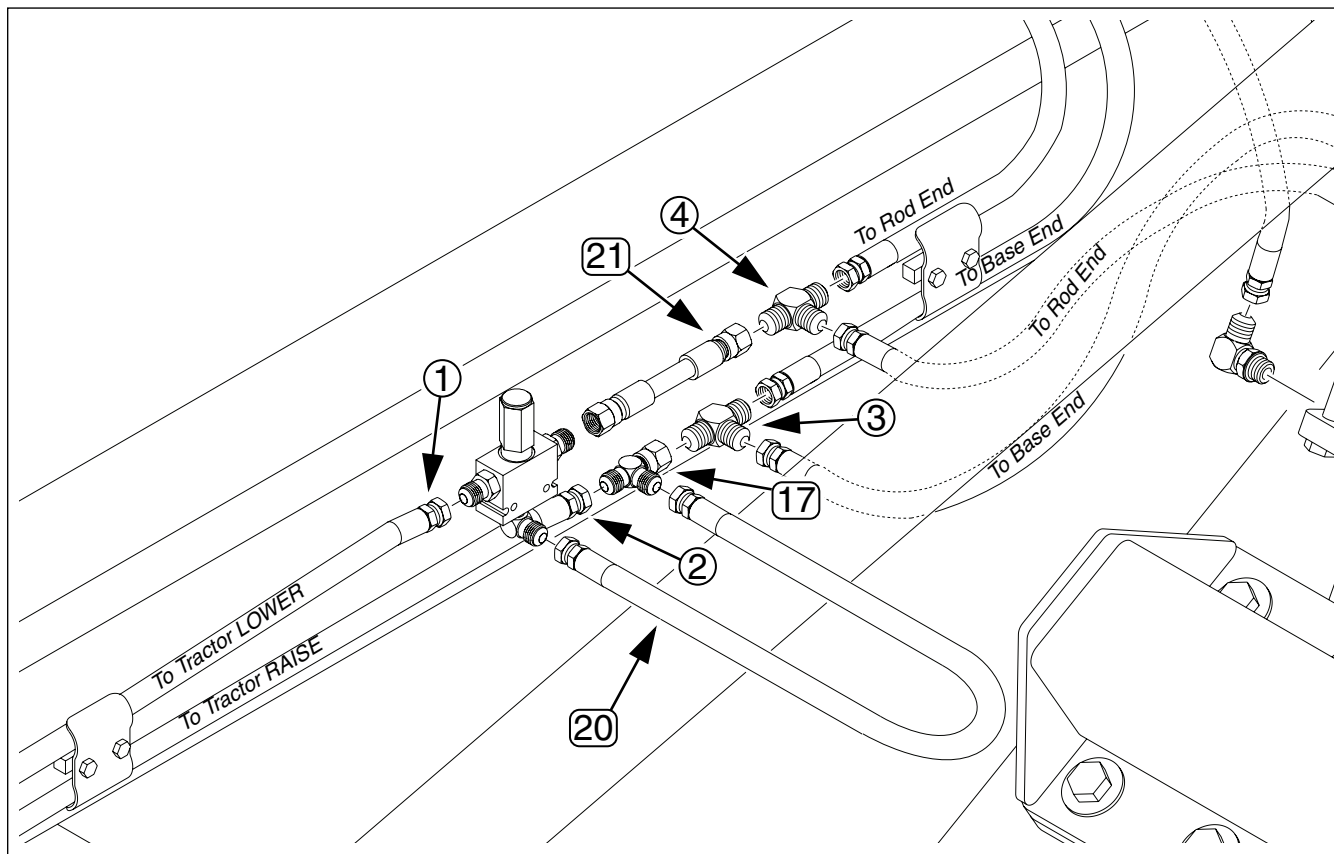 4
To Rod End
21
To Base End
To Rod End
1
3
To Base End
17
2
To Tractor LOWER
To Tractor RAISE
20